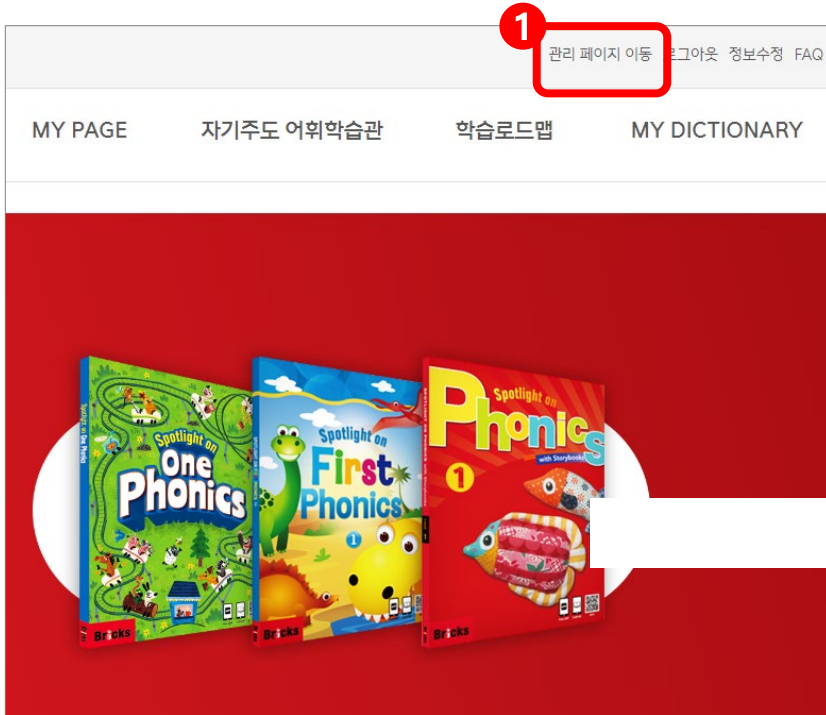 1
관리 페이지 이동 로그아웃 정보수정 FAQ
MY PAGE 자기주도 어휘학습관 학습로드맵 MY DICTIONARY
Spotlight on
One
Phonics
Bricks
Spotlight on
First
Phonics
1
Bricks
Spotlight on
Phonics
with Storybooks
1
Bricks